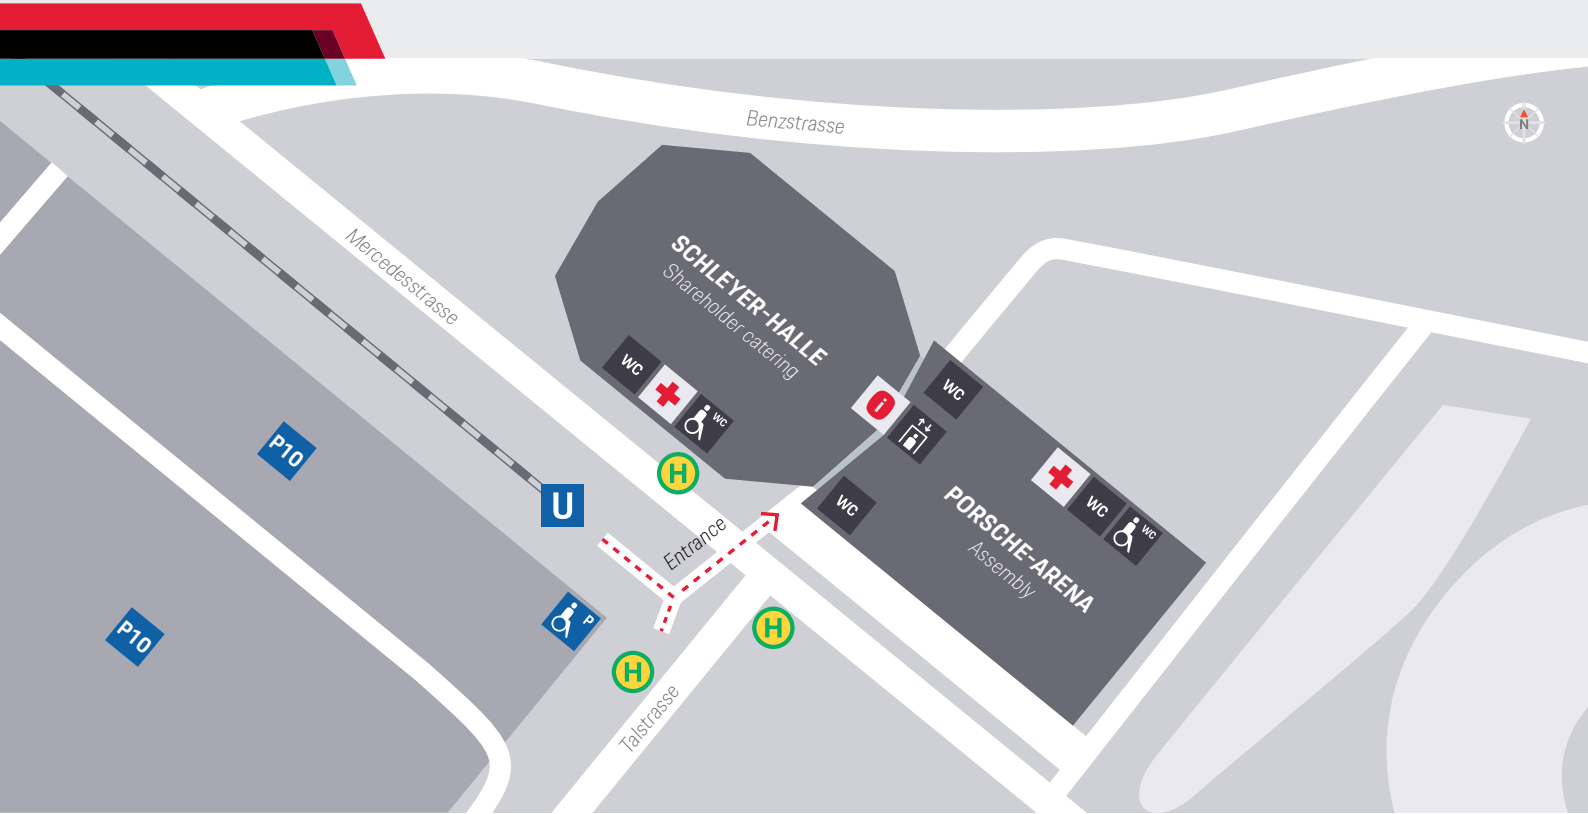 Benzstrasse
N
Mercedesstrasse
SCHLEYER-HALLE
Shareholder catering
WC
WC
i
WC
P10
H
U
WC
WC
WC
PORSCHE-ARENA
Assembly
Entrance
P10
P
H
H
Talstrasse